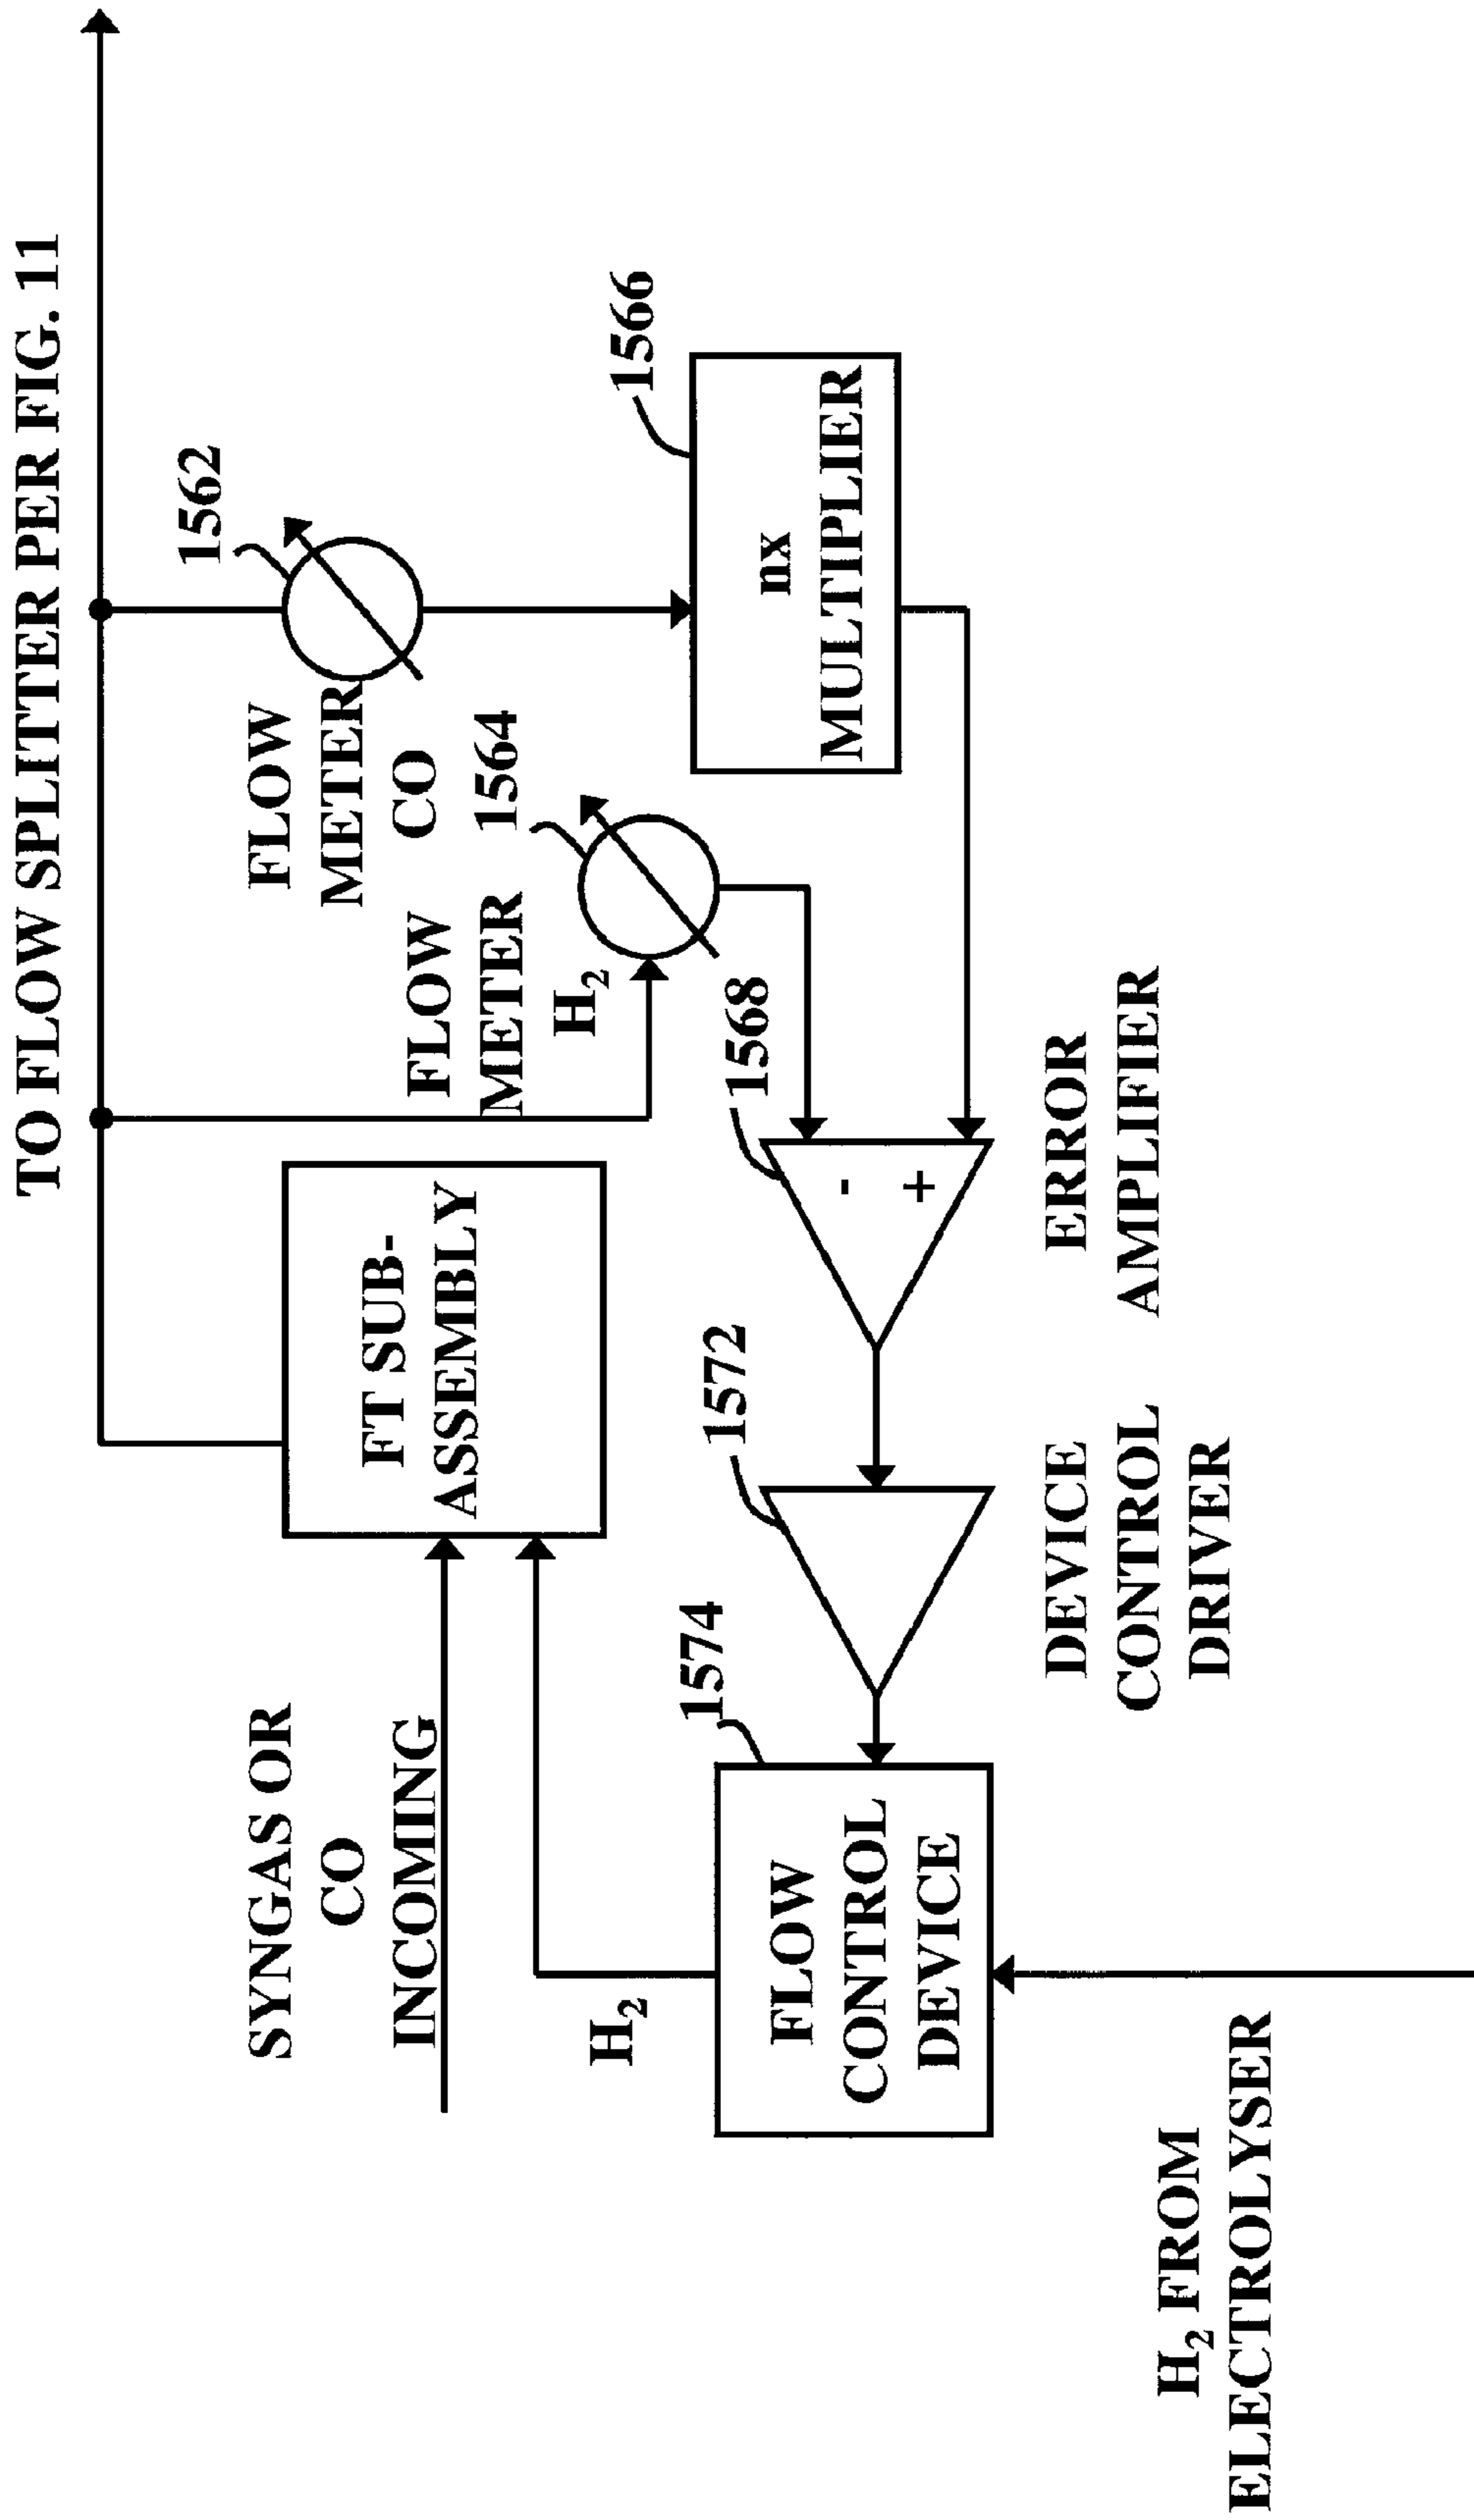 TO FLOW SPLITTER PER FIG. 11
1562
FLOW
METER
CO
1564
FLOW
METER
H₂
1566
nx
MULTIPLIER
1568
-
+
ERROR
AMPLIFIER
FT SUB-
ASSEMBLY
1572
DEVICE
CONTROL
DRIVER
SYNGAS OR
CO
INCOMING
1574
H₂
FLOW
CONTROL
DEVICE
H₂ FROM
ELECTROLYSER